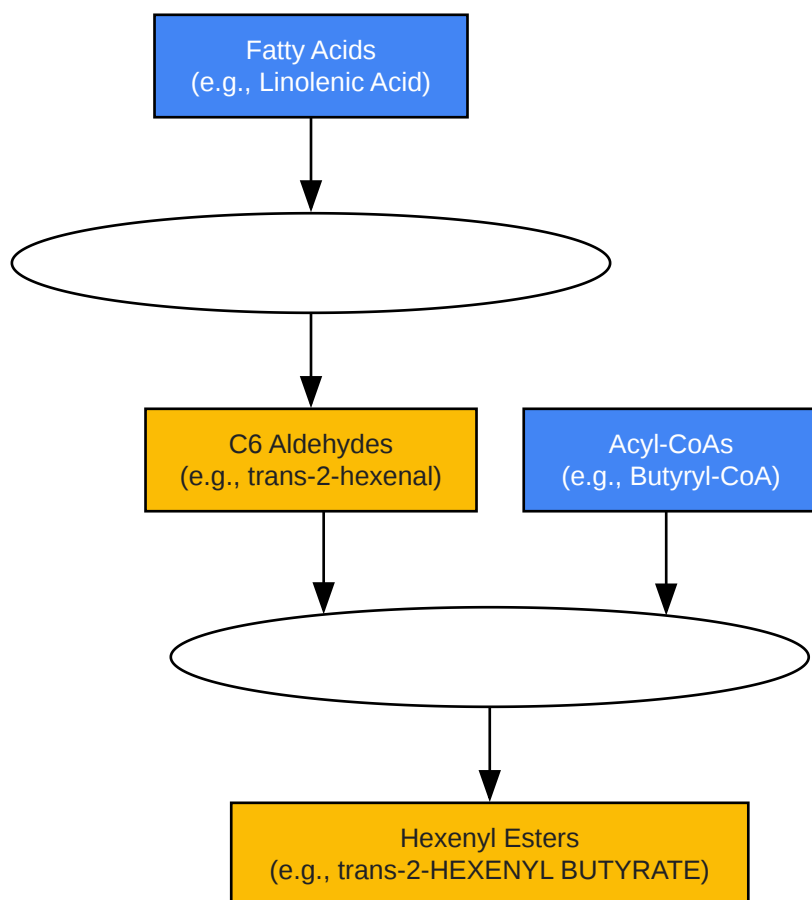 Fatty Acids
(e.g., Linolenic Acid)
C6 Aldehydes
(e.g., trans-2-hexenal)
Acyl-CoAs
(e.g., Butyryl-CoA)
Hexenyl Esters
(e.g., trans-2-HEXENYL BUTYRATE)